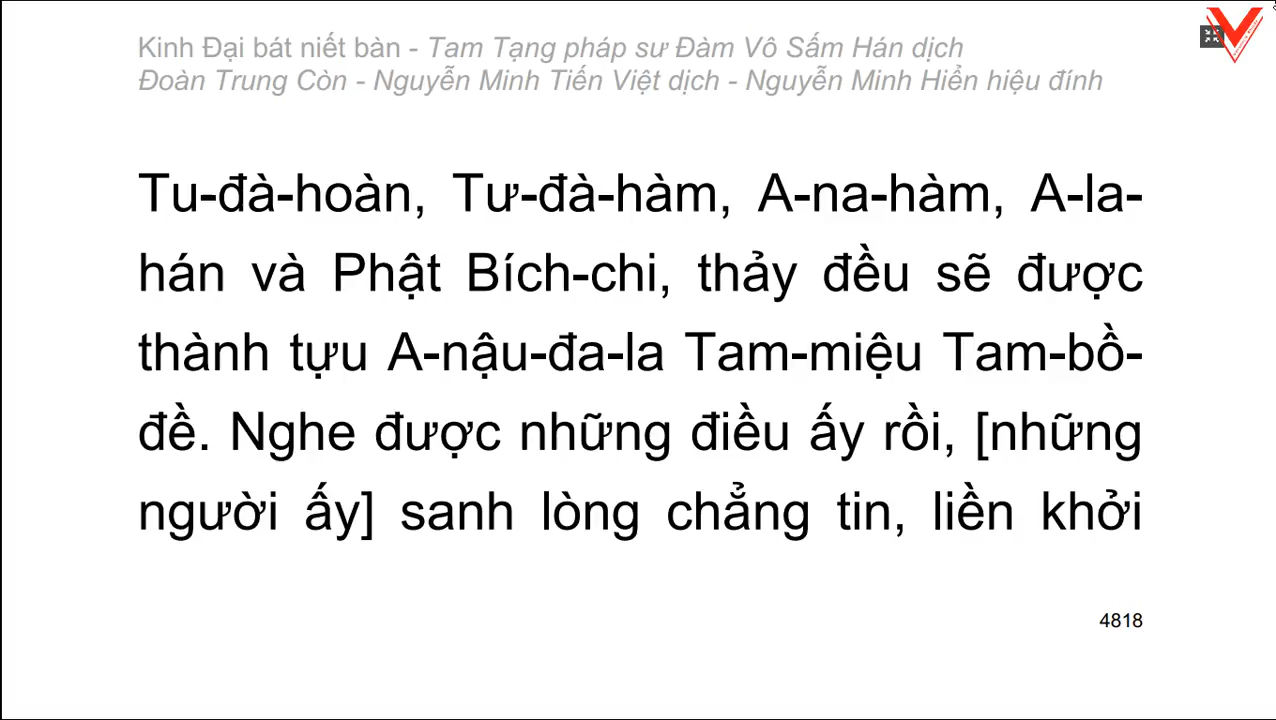 Kinh Đại bát niết bàn - Tam Tạng pháp sư Đàm Vô Sấm Hán dịch
Đoàn Trung Còn - Nguyễn Minh Tiến Việt dịch - Nguyễn Minh Hiển hiệu đính
Tu-đà-hoàn, Tư-đà-hàm, A-na-hàm, A-la-
hán và Phật Bích-chi, thảy đều sẽ được
thành tựu A-nậu-đa-la Tam-miệu Tam-bồ-
đề. Nghe được những điều ấy rồi, [những
người ấy] sanh lòng chẳng tin, liền khởi
4818